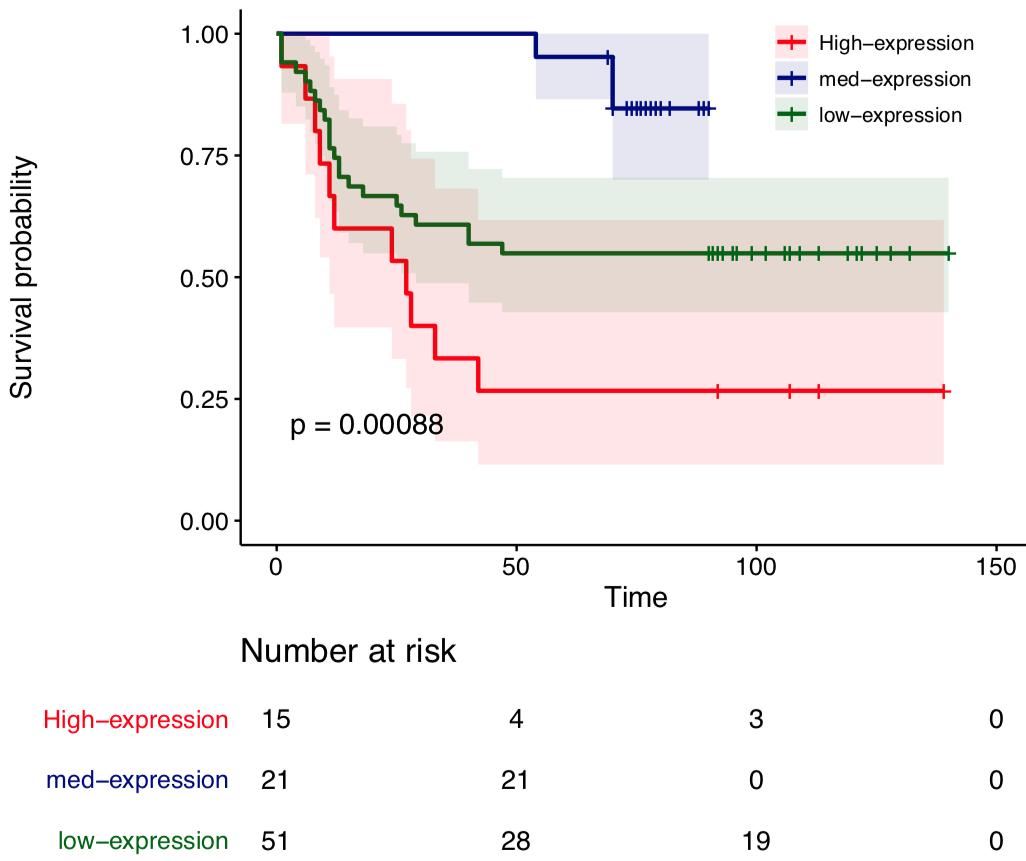 Survival probability
1.00
0.75
0.50
0.25
0.00
High−expression
med−expression
low−expression
p = 0.00088
0 50 100 150
Time
Number at risk
High−expression 15 4 3 0
med−expression 21 21 0 0
low−expression 51 28 19 0